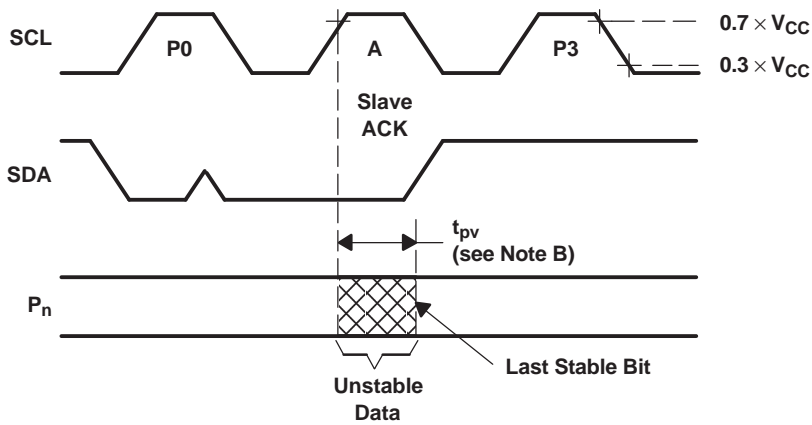 SCL
P0
A
P3
0.7 × VCC
0.3 × VCC
Slave
ACK
SDA
tpv
(see Note B)
Pn
Last Stable Bit
Unstable
Data